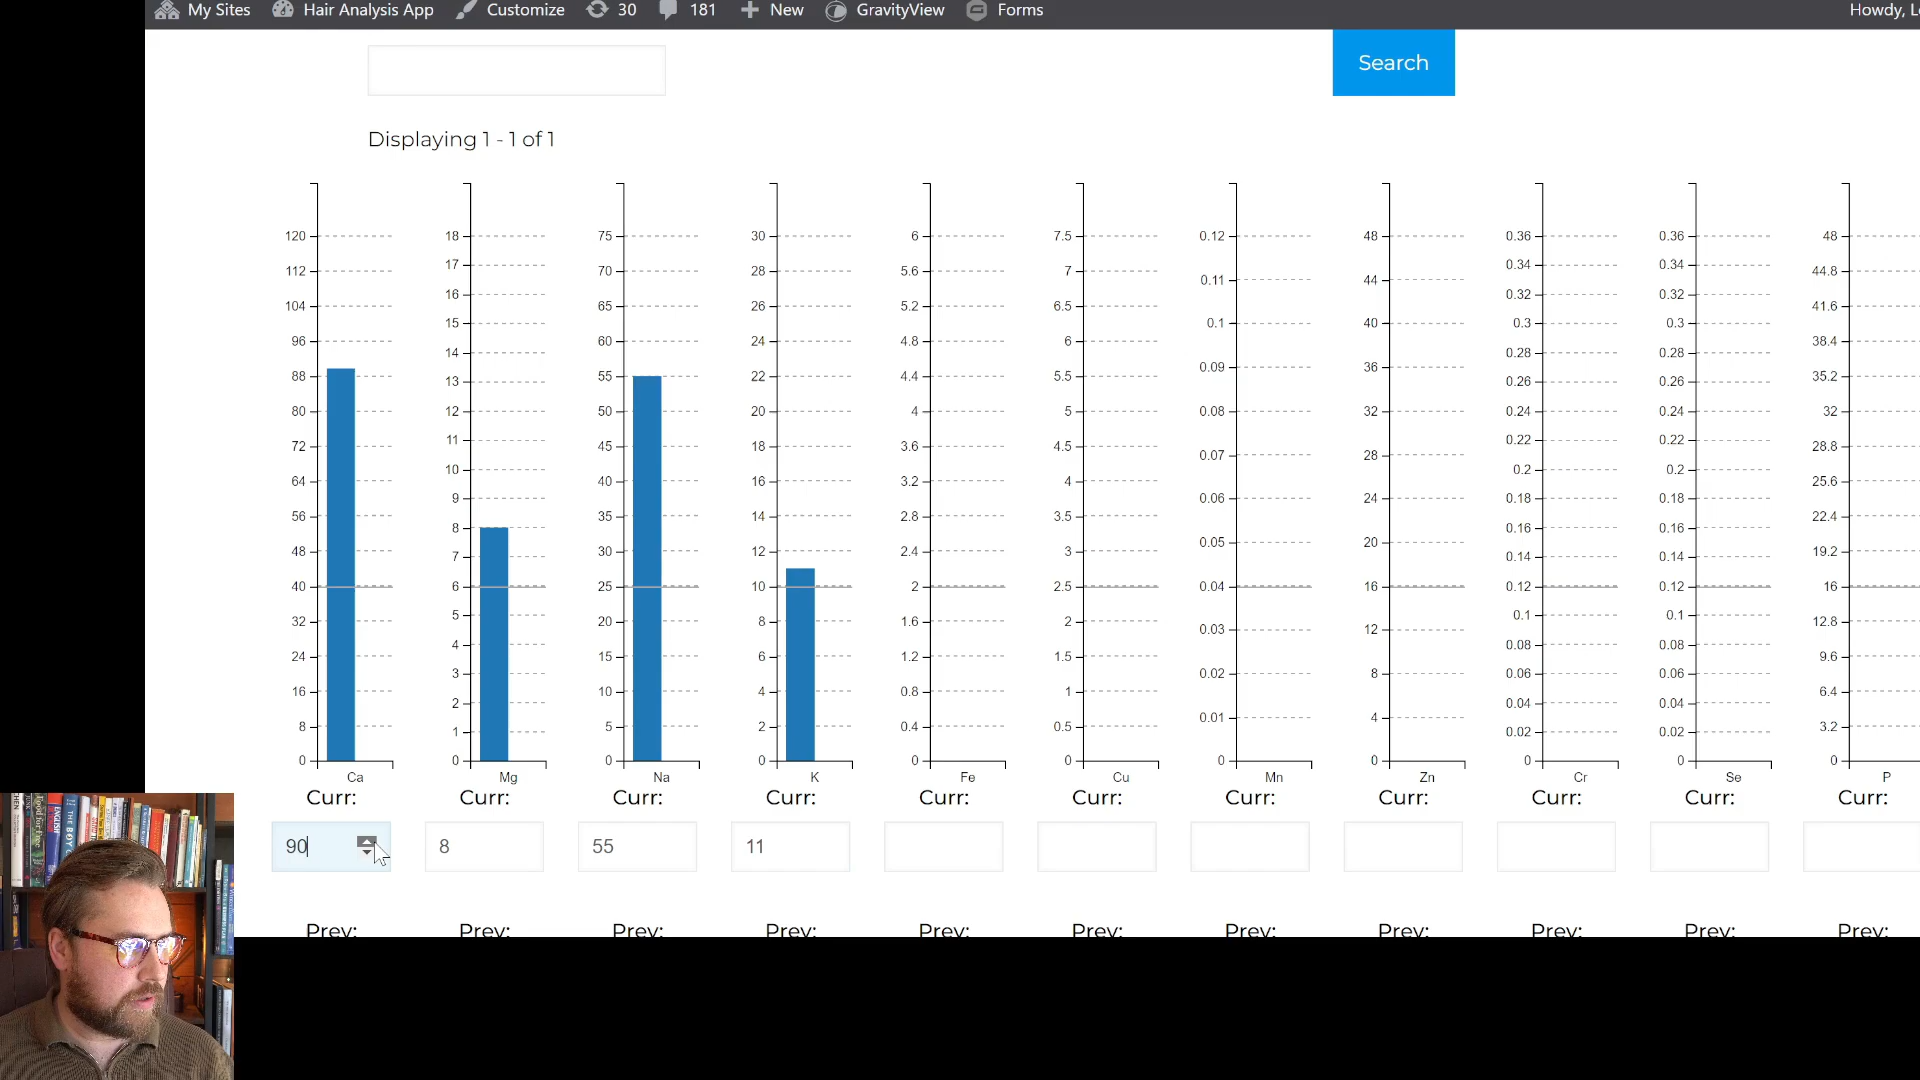 My Sites Hair Analysis App Customize 30 181 New GravityView Forms Howdy, L
Search
Displaying 1 - 1 of 1
120 18 75 30 6 7.5 0.12 48 0.36 0.36 48
17
112 70 28 5.6 7 0.11 44 0.34 0.34 44.8
104 16 65 26 5.2 6.5 0.32 0.32 41.6
15 0.1 40 0.3 0.3
96 14 60 24 4.8 6 0.28 0.28 38.4
88 13 55 22 4.4 5.5 0.09 36 0.26 0.26 35.2
80 12 50 20 4 5 0.08 32 0.24 0.24 32
72 11 45 18 3.6 4.5 0.22 0.22 28.8
64 10 40 16 3.2 4 0.07 28 0.2 0.2 25.6
56 9 35 14 2.8 3.5 0.06 24 0.18 0.18 22.4
48 8 30 12 2.4 3 0.05 20 0.16 0.16 19.2
7 0.14 0.14
40 6 25 10 2 2.5 0.04 16 0.12 0.12 16
32 5 20 8 1.6 2 0.03 12 0.1 0.1 12.8
24 4 15 6 1.2 1.5 0.08 0.08 9.6
16 3 10 4 0.8 1 0.02 8 0.06 0.06 6.4
8 2 5 2 0.4 0.5 0.01 4 0.04 0.04 3.2
1 0.02 0.02
0 0 0 0 0 0 0 0 0 0 0
Ca Mg Na K Fe Cu Mn Zn Cr Se P
Curr: Curr: Curr: Curr: Curr: Curr: Curr: Curr: Curr: Curr: Curr:
90 8 55 11
Prev: Prev: Prev: Prev: Prev: Prev: Prev: Prev: Prev: Prev: Prev:
Food for Free